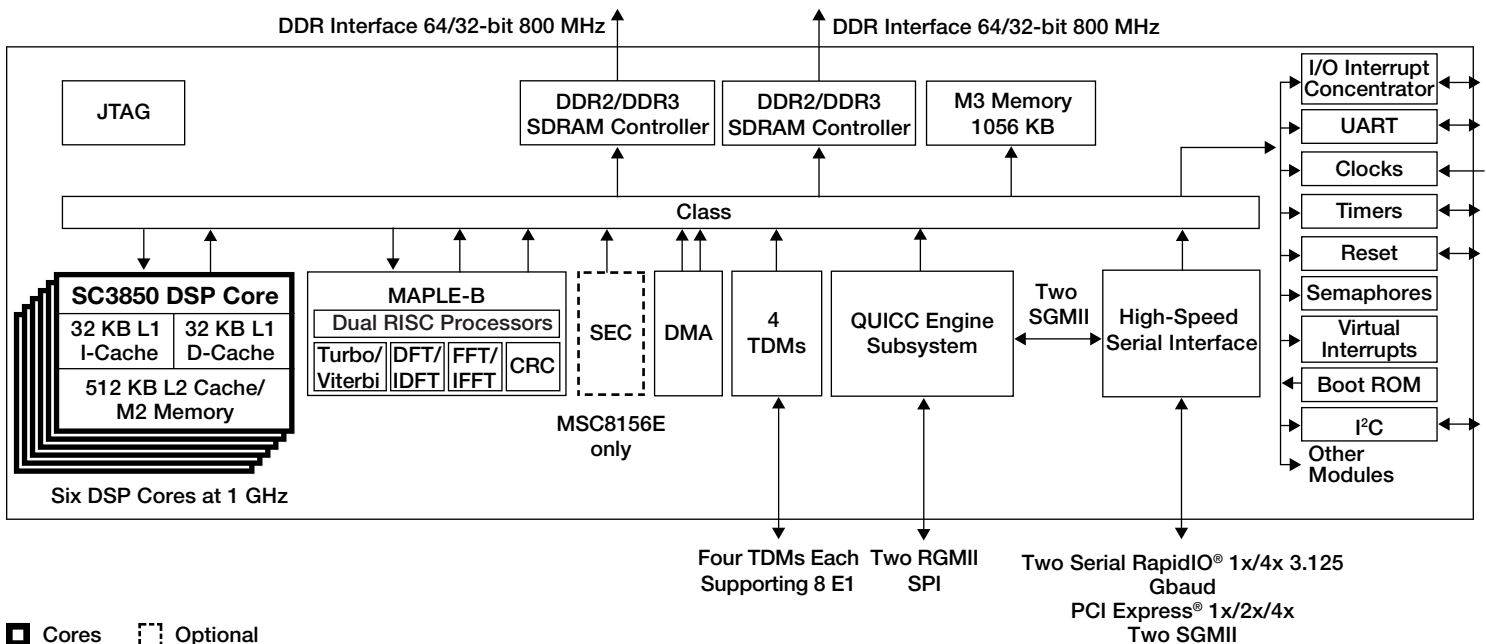 DDR Interface 64/32-bit 800 MHz
DDR Interface 64/32-bit 800 MHz
JTAG
DDR2/DDR3
SDRAM Controller
DDR2/DDR3
SDRAM Controller
M3 Memory
1056 KB
I/O Interrupt
Concentrator
UART
Clocks
Timers
Reset
Semaphores
Virtual
Interrupts
Boot ROM
I²C
Other
Modules
Class
SC3850 DSP Core
32 KB L1
I-Cache
32 KB L1
D-Cache
512 KB L2 Cache/
M2 Memory
Six DSP Cores at 1 GHz
MAPLE-B
Dual RISC Processors
Turbo/
Viterbi
DFT/
IDFT
FFT/
IFFT
CRC
SEC
MSC8156E
only
DMA
4
TDMs
QUICC Engine
Subsystem
Two
SGMII
High-Speed
Serial Interface
Four TDMs Each
Supporting 8 E1
Two RGMII
SPI
Two Serial RapidIO® 1x/4x 3.125
Gbaud
PCI Express® 1x/2x/4x
Two SGMII
Cores
Optional